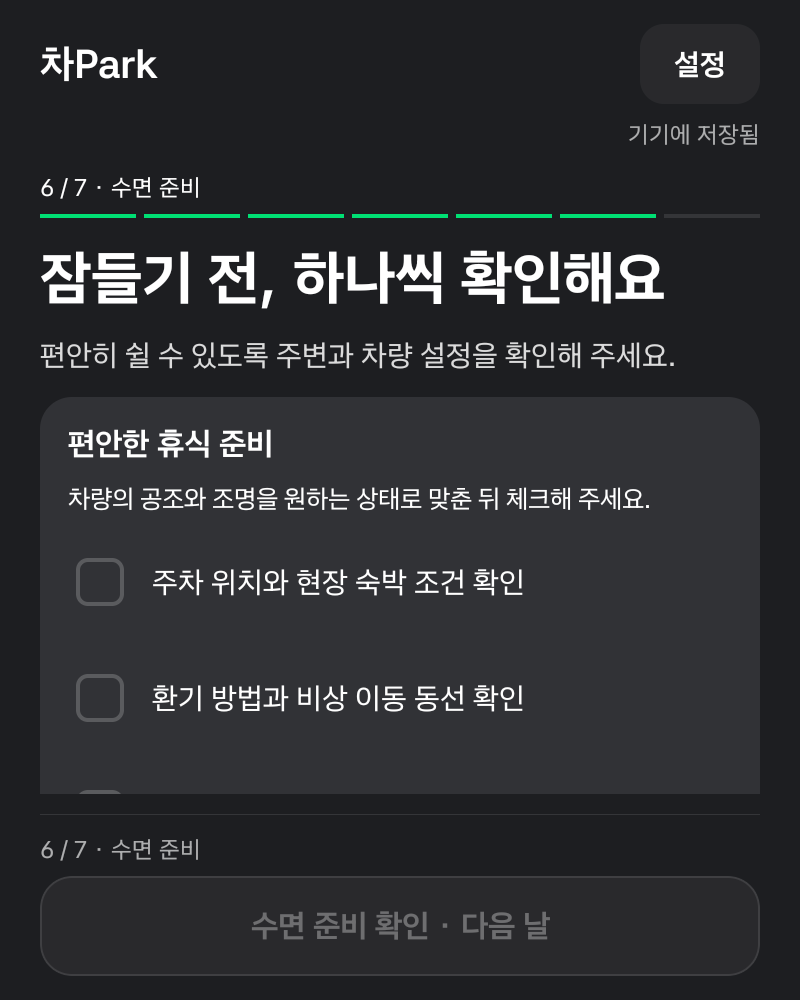 차Park
설정
기기에 저장됨
6 / 7 · 수면 준비
잠들기 전, 하나씩 확인해요
편안히 쉴 수 있도록 주변과 차량 설정을 확인해 주세요.
편안한 휴식 준비
차량의 공조와 조명을 원하는 상태로 맞춘 뒤 체크해 주세요.
주차 위치와 현장 숙박 조건 확인
환기 방법과 비상 이동 동선 확인
6 / 7 · 수면 준비
수면 준비 확인 · 다음 날